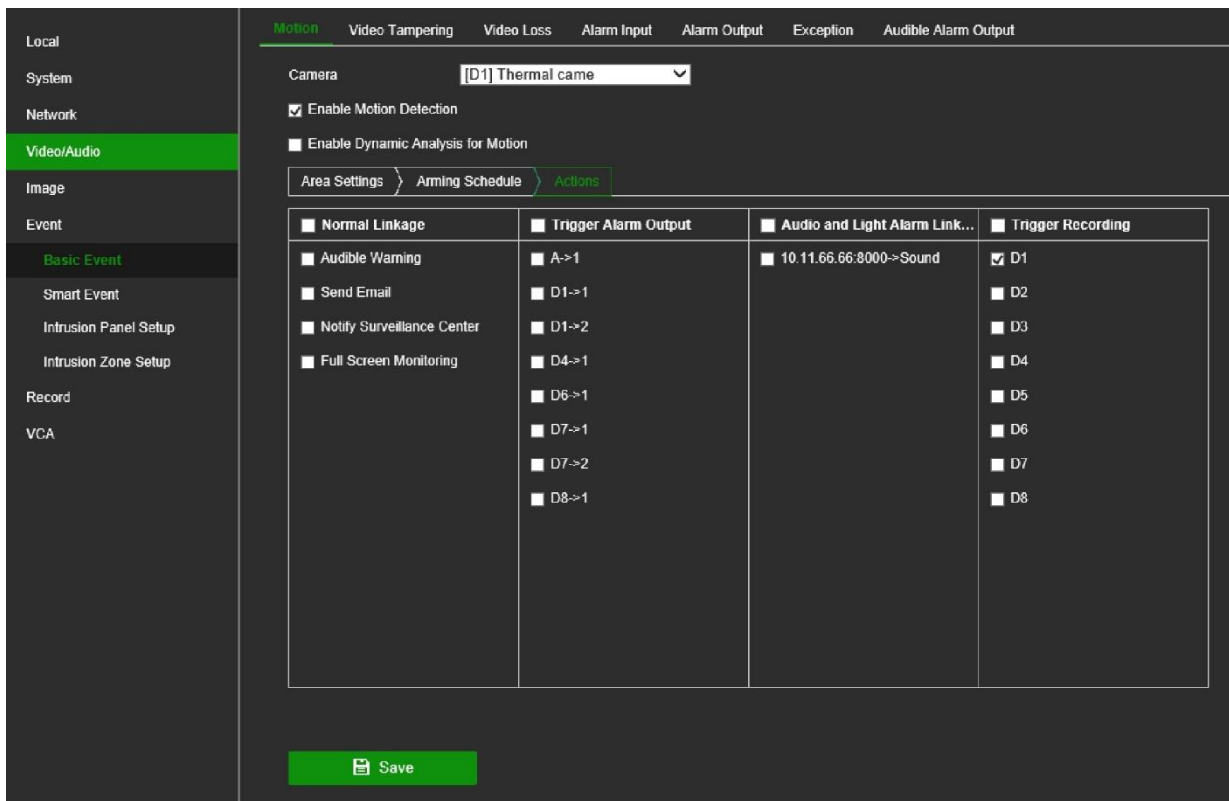 Local
System
Network
Video/Audio
Image
Event
Basic Event
Smart Event
Intrusion Panel Setup
Intrusion Zone Setup
Record
VCA
Motion Video Tampering Video Loss Alarm Input Alarm Output Exception Audible Alarm Output
Camera [D1] Thermal came
Enable Motion Detection
Enable Dynamic Analysis for Motion
Area Settings Arming Schedule Actions
Normal Linkage Trigger Alarm Output Audio and Light Alarm Link... Trigger Recording
Audible Warning A->1 10.11.66.66:8000->Sound D1
Send Email D1->1 D2
Notify Surveillance Center D1->2 D3
Full Screen Monitoring D4->1 D4
D6->1 D5
D7->1 D6
D7->2 D7
D8->1 D8
Save